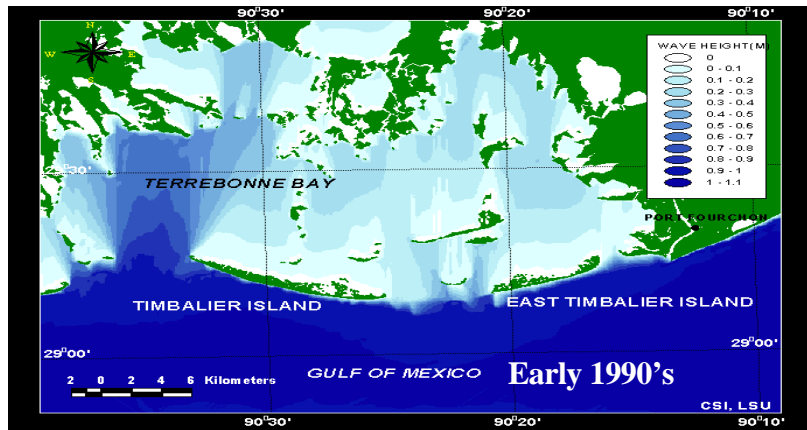 90°30' 90°20' 90°10'
N
W E
S
WAVE HEIGHT(M)
0
0 - 0.1
0.1 - 0.2
0.2 - 0.3
0.3 - 0.4
0.4 - 0.5
0.5 - 0.6
0.6 - 0.7
0.7 - 0.8
0.8 - 0.9
0.9 - 1
1 - 1.1
TERREBONNE BAY
PORT FOURCHON
TIMBALIER ISLAND
EAST TIMBALIER ISLAND
29°00' 29°00'
GULF OF MEXICO
Early 1990's
2 0 2 4 6 Kilometers
CSI, LSU
90°30' 90°20' 90°10'